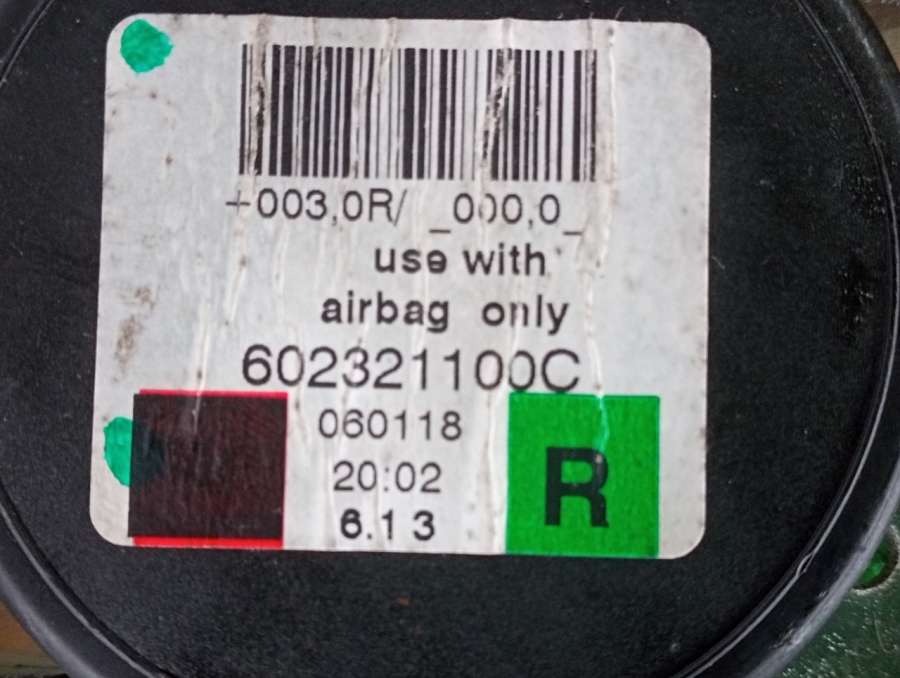 +003,0R/ _000,0_
use with
airbag only
602321100C
060118
20:02
6.13
R